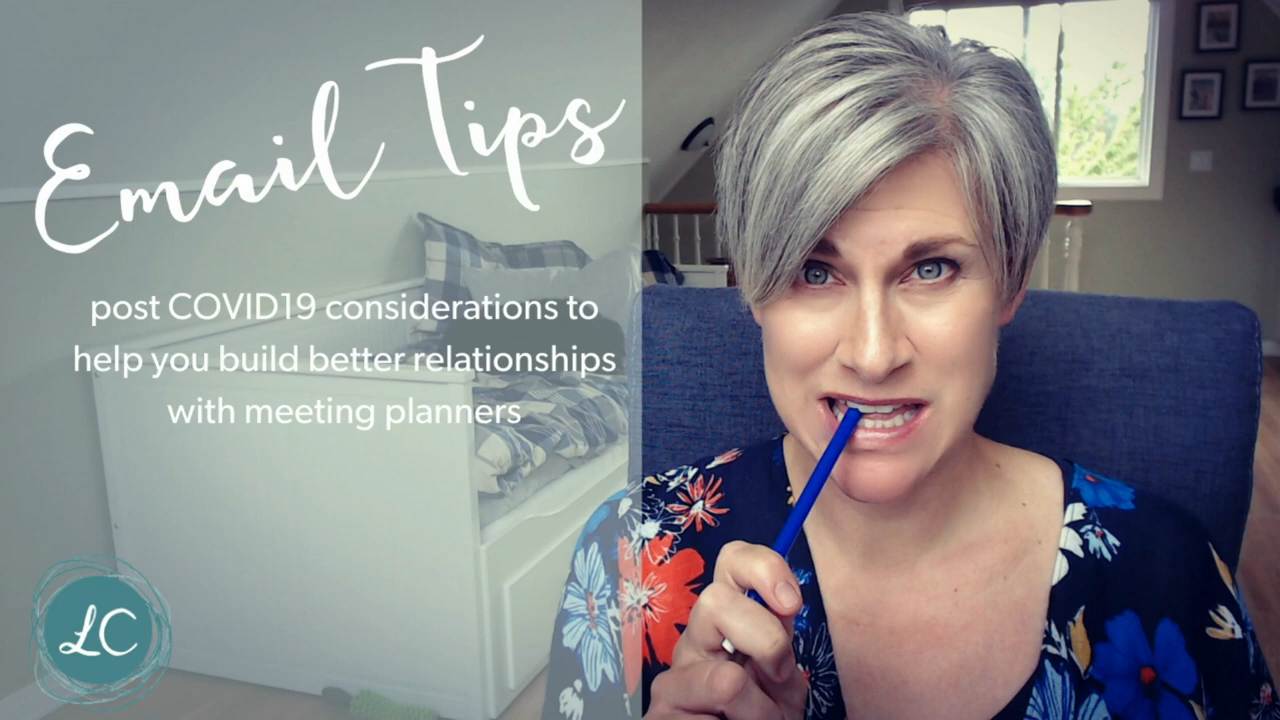 Email Tips
post COVID19 considerations to
help you build better relationships
with meeting planners
LC